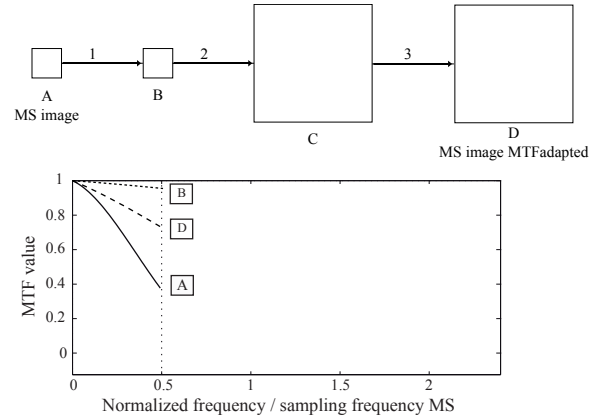 1
2
3
A
MS image
B
C
D
MS image MTFadapted
1
0.8
0.6
0.4
0.2
0
MTF value
B
D
A
0
0.5
1
1.5
2
Normalized frequency / sampling frequency MS